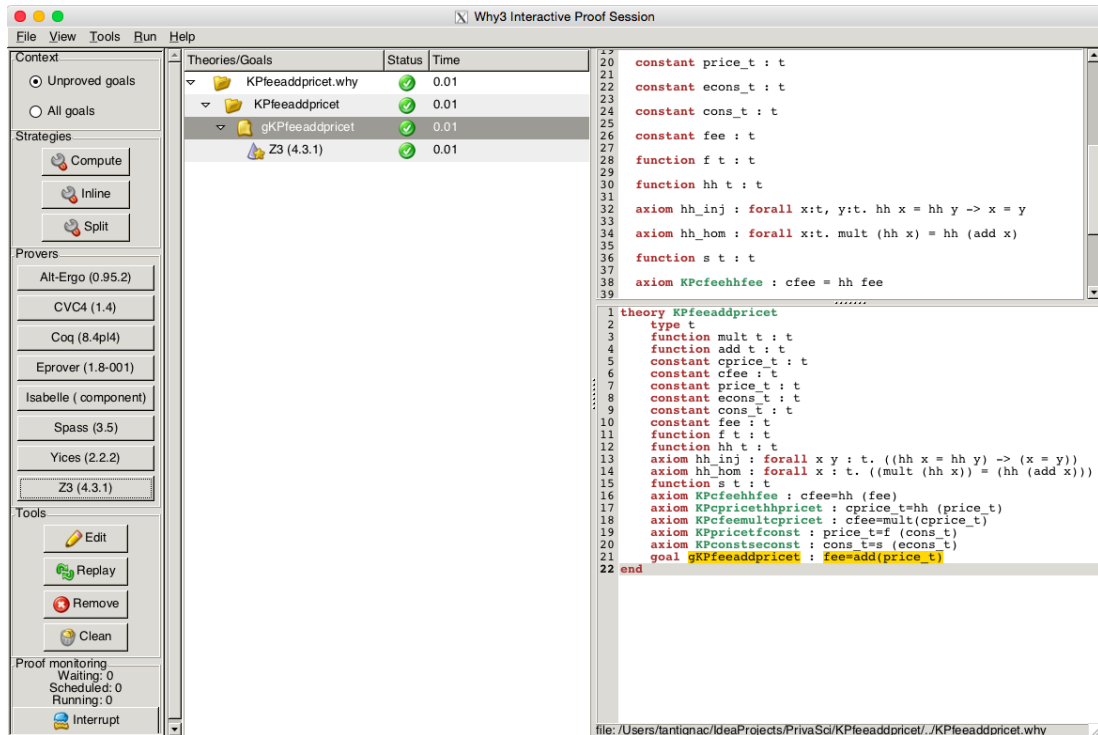 Why3 Interactive Proof Session
File View Tools Run Help
Context
Unproved goals
All goals
Strategies
Compute
Inline
Split
Provers
Alt-Ergo (0.95.2)
CVC4 (1.4)
Coq (8.4pl4)
Eprover (1.8-001)
Isabelle ( component)
Spass (3.5)
Yices (2.2.2)
Z3 (4.3.1)
Tools
Edit
Replay
Remove
Clean
Proof monitoring
Waiting: 0
Scheduled: 0
Running: 0
Interrupt
Theories/Goals Status Time
KPfeeaddpricet.why 0.01
KPfeeaddpricet 0.01
gKPfeeaddpricet 0.01
Z3 (4.3.1) 0.01
19
20 constant price_t : t
21
22 constant econs_t : t
23
24 constant cons_t : t
25
26 constant fee : t
27
28 function f t : t
29
30 function hh t : t
31
32 axiom hh_inj : forall x:t, y:t. hh x = hh y -> x = y
33
34 axiom hh_hom : forall x:t. mult (hh x) = hh (add x)
35
36 function s t : t
37
38 axiom KPcfeehhfee : cfee = hh fee
39
1 theory KPfeeaddpricet
2 type t
3 function mult t : t
4 function add t : t
5 constant cprice_t : t
6 constant cfee : t
7 constant price_t : t
8 constant econs_t : t
9 constant cons_t : t
10 constant fee : t
11 function f t : t
12 function hh t : t
13 axiom hh_inj : forall x y : t. ((hh x = hh y) -> (x = y))
14 axiom hh_hom : forall x : t. ((mult (hh x)) = (hh (add x)))
15 function s t : t
16 axiom KPcfeehhfee : cfee=hh (fee)
17 axiom KPcpricethhpricet : cprice_t=hh (price_t)
18 axiom KPcfeemultcpricet : cfee=mult(cprice_t)
19 axiom KPpricetfconst : price_t=f (cons_t)
20 axiom KPconstseconst : cons_t=s (econs_t)
21 goal gKPfeeaddpricet : fee=add(price_t)
22 end
file: /Users/tantignac/IdeaProjects/PrivaSci/KPfeeaddpricet/../KPfeeaddpricet.why